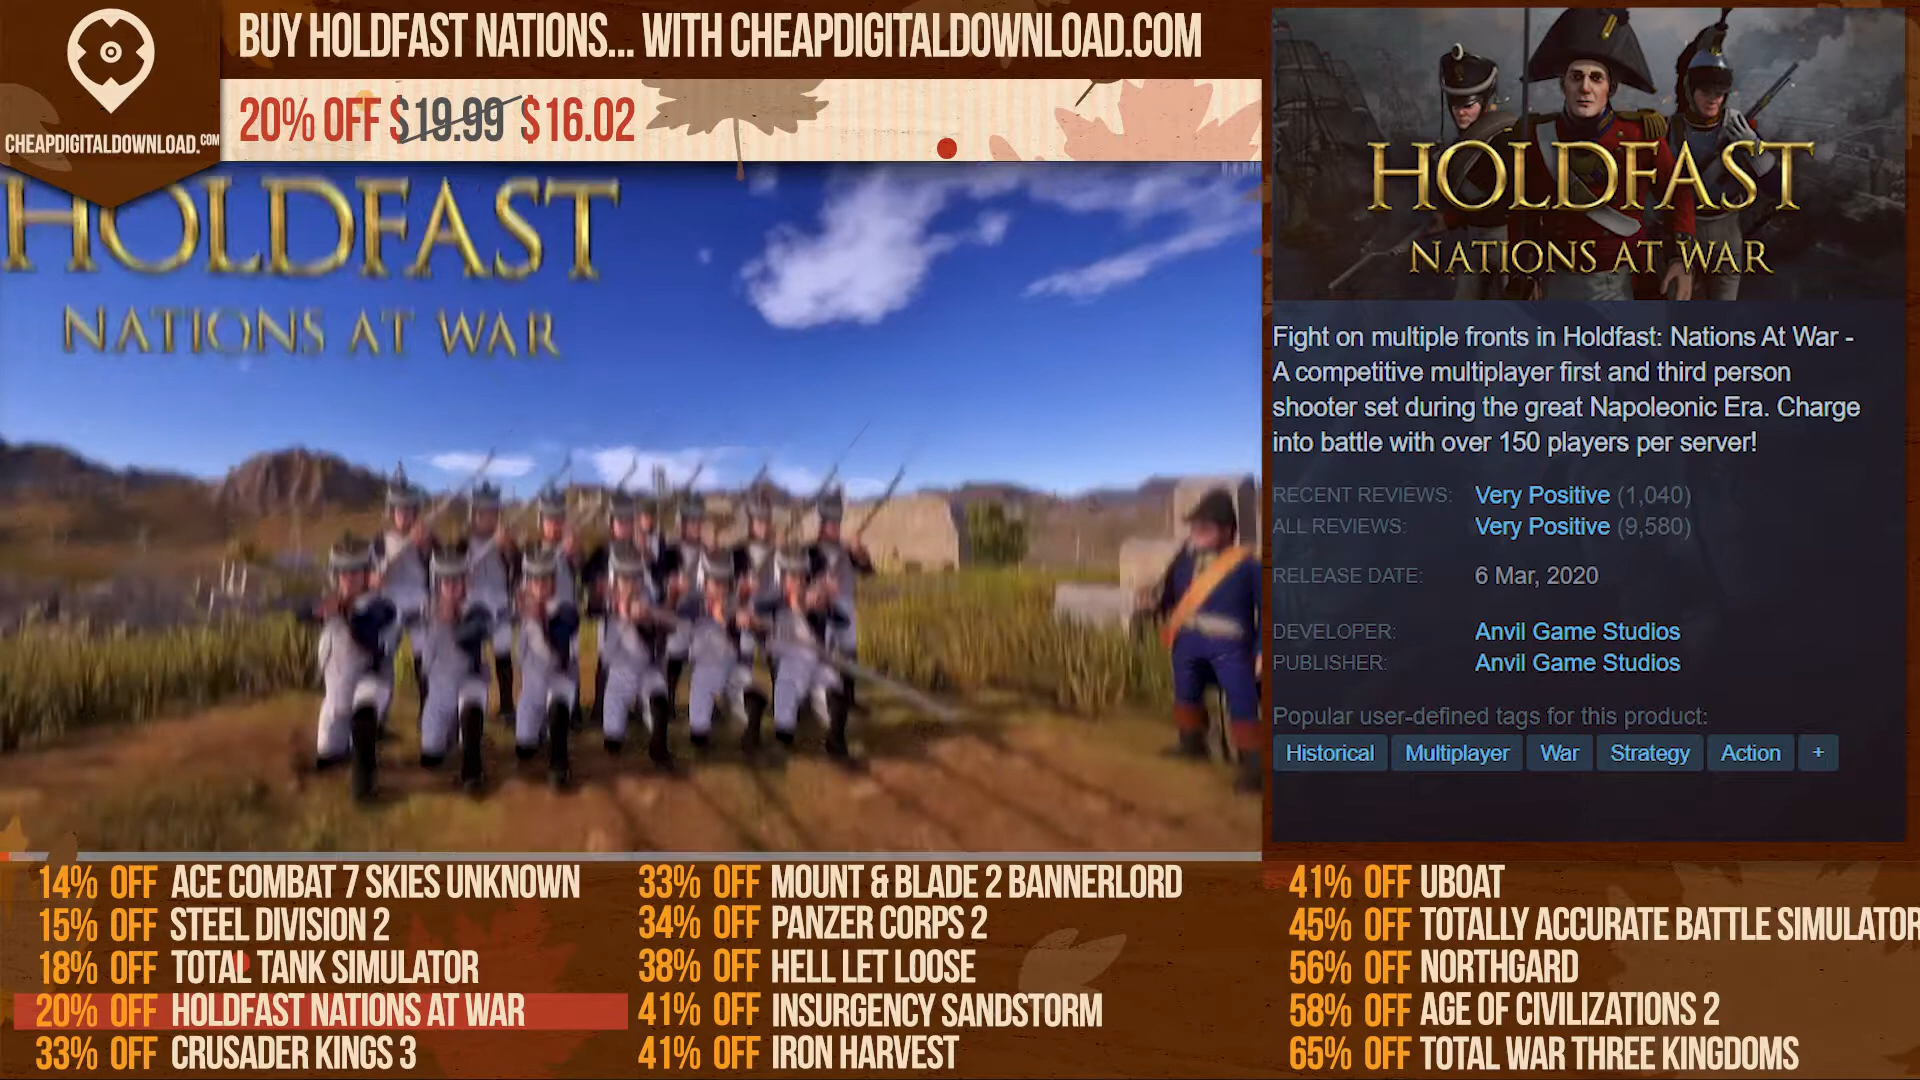 CHEAPDIGITALDOWNLOAD.COM
BUY HOLDFAST NATIONS... WITH CHEAPDIGITALDOWNLOAD.COM
20% OFF $19.99 $16.02
HOLDFAST
NATIONS AT WAR
HOLDFAST
NATIONS AT WAR
Fight on multiple fronts in Holdfast: Nations At War -
A competitive multiplayer first and third person
shooter set during the great Napoleonic Era. Charge
into battle with over 150 players per server!
RECENT REVIEWS: Very Positive (1,040)
ALL REVIEWS: Very Positive (9,580)
RELEASE DATE: 6 Mar, 2020
DEVELOPER: Anvil Game Studios
PUBLISHER: Anvil Game Studios
Popular user-defined tags for this product:
Historical Multiplayer War Strategy Action +
14% OFF ACE COMBAT 7 SKIES UNKNOWN
15% OFF STEEL DIVISION 2
18% OFF TOTAL TANK SIMULATOR
20% OFF HOLDFAST NATIONS AT WAR
33% OFF CRUSADER KINGS 3
33% OFF MOUNT & BLADE 2 BANNERLORD
34% OFF PANZER CORPS 2
38% OFF HELL LET LOOSE
41% OFF INSURGENCY SANDSTORM
41% OFF IRON HARVEST
41% OFF UBOAT
45% OFF TOTALLY ACCURATE BATTLE SIMULATOR
56% OFF NORTHGARD
58% OFF AGE OF CIVILIZATIONS 2
65% OFF TOTAL WAR THREE KINGDOMS